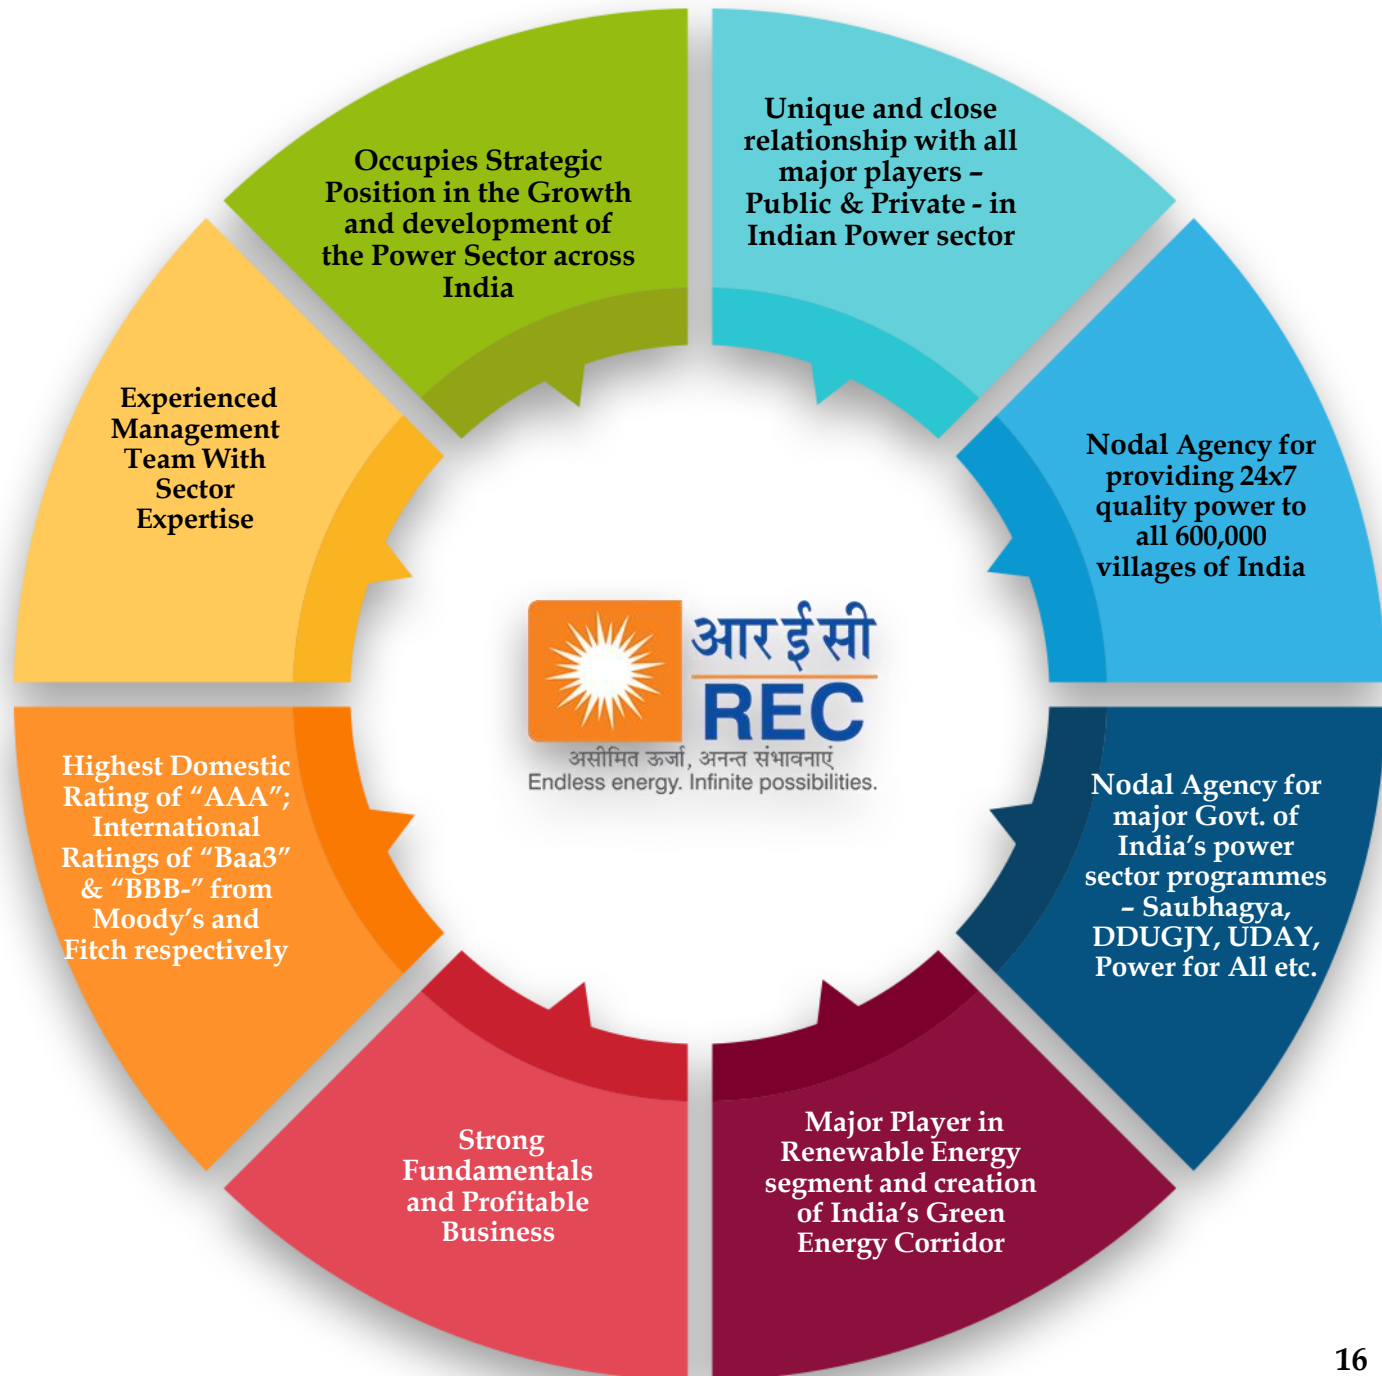 Unique and close
relationship with all
major players –
Public & Private - in
Indian Power sector
Nodal Agency for
providing 24x7
quality power to
all 600,000
villages of India
Nodal Agency for
major Govt. of
India’s power
sector programmes
– Saubhagya,
DDUGJY, UDAY,
Power for All etc.
Major Player in
Renewable Energy
segment and creation
of India’s Green
Energy Corridor
Strong
Fundamentals
and Profitable
Business
Highest Domestic
Rating of “AAA”;
International
Ratings of “Baa3”
& “BBB-” from
Moody’s and
Fitch respectively
Experienced
Management
Team With
Sector
Expertise
Occupies Strategic
Position in the Growth
and development of
the Power Sector across
India
आर ई सी
REC
असीमित ऊर्जा, अनन्त संभावनाएं
Endless energy. Infinite possibilities.
16